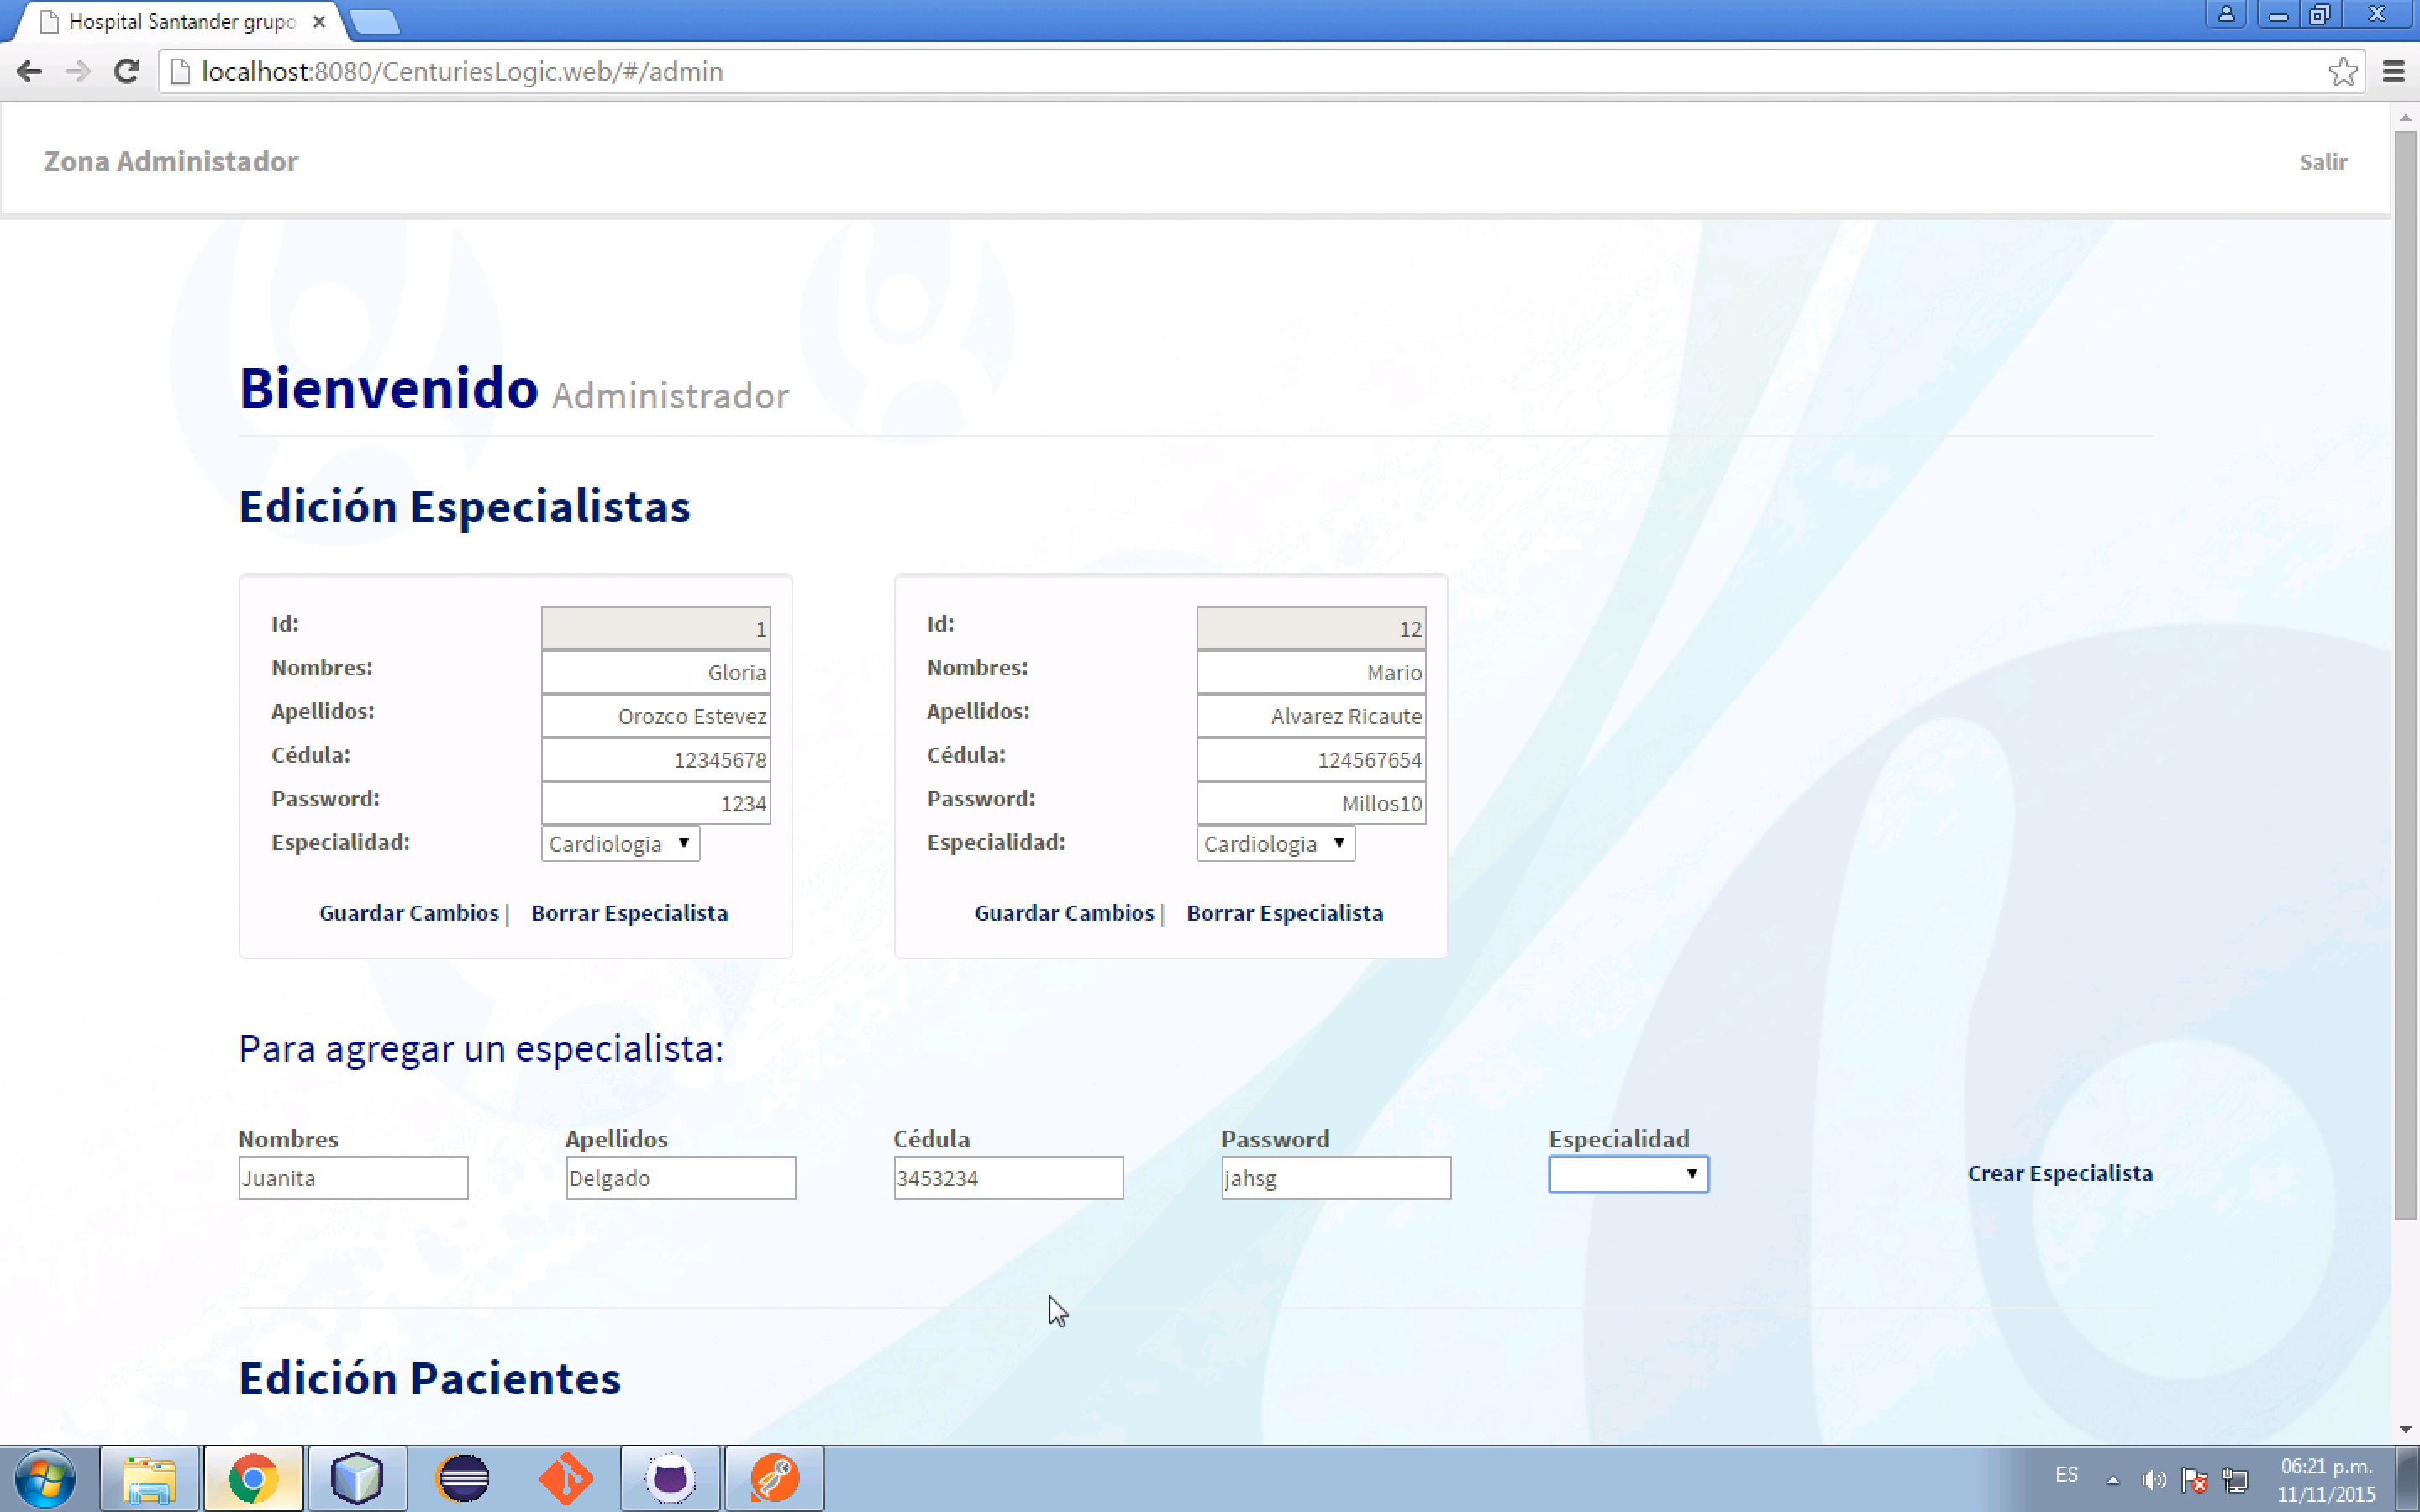 Hospital Santander grupo
localhost:8080/CenturiesLogic.web/#/admin
Zona Administador
Salir
Bienvenido Administrador
Edición Especialistas
Id: 1
Nombres: Gloria
Apellidos: Orozco Estevez
Cédula: 12345678
Password: 1234
Especialidad: Cardiologia
Guardar Cambios | Borrar Especialista
Id: 12
Nombres: Mario
Apellidos: Alvarez Ricaute
Cédula: 124567654
Password: Millos10
Especialidad: Cardiologia
Guardar Cambios | Borrar Especialista
Para agregar un especialista:
Nombres Apellidos Cédula Password Especialidad
Juanita Delgado 3453234 jahsg Crear Especialista
Edición Pacientes
ES
06:21 p.m.
11/11/2015